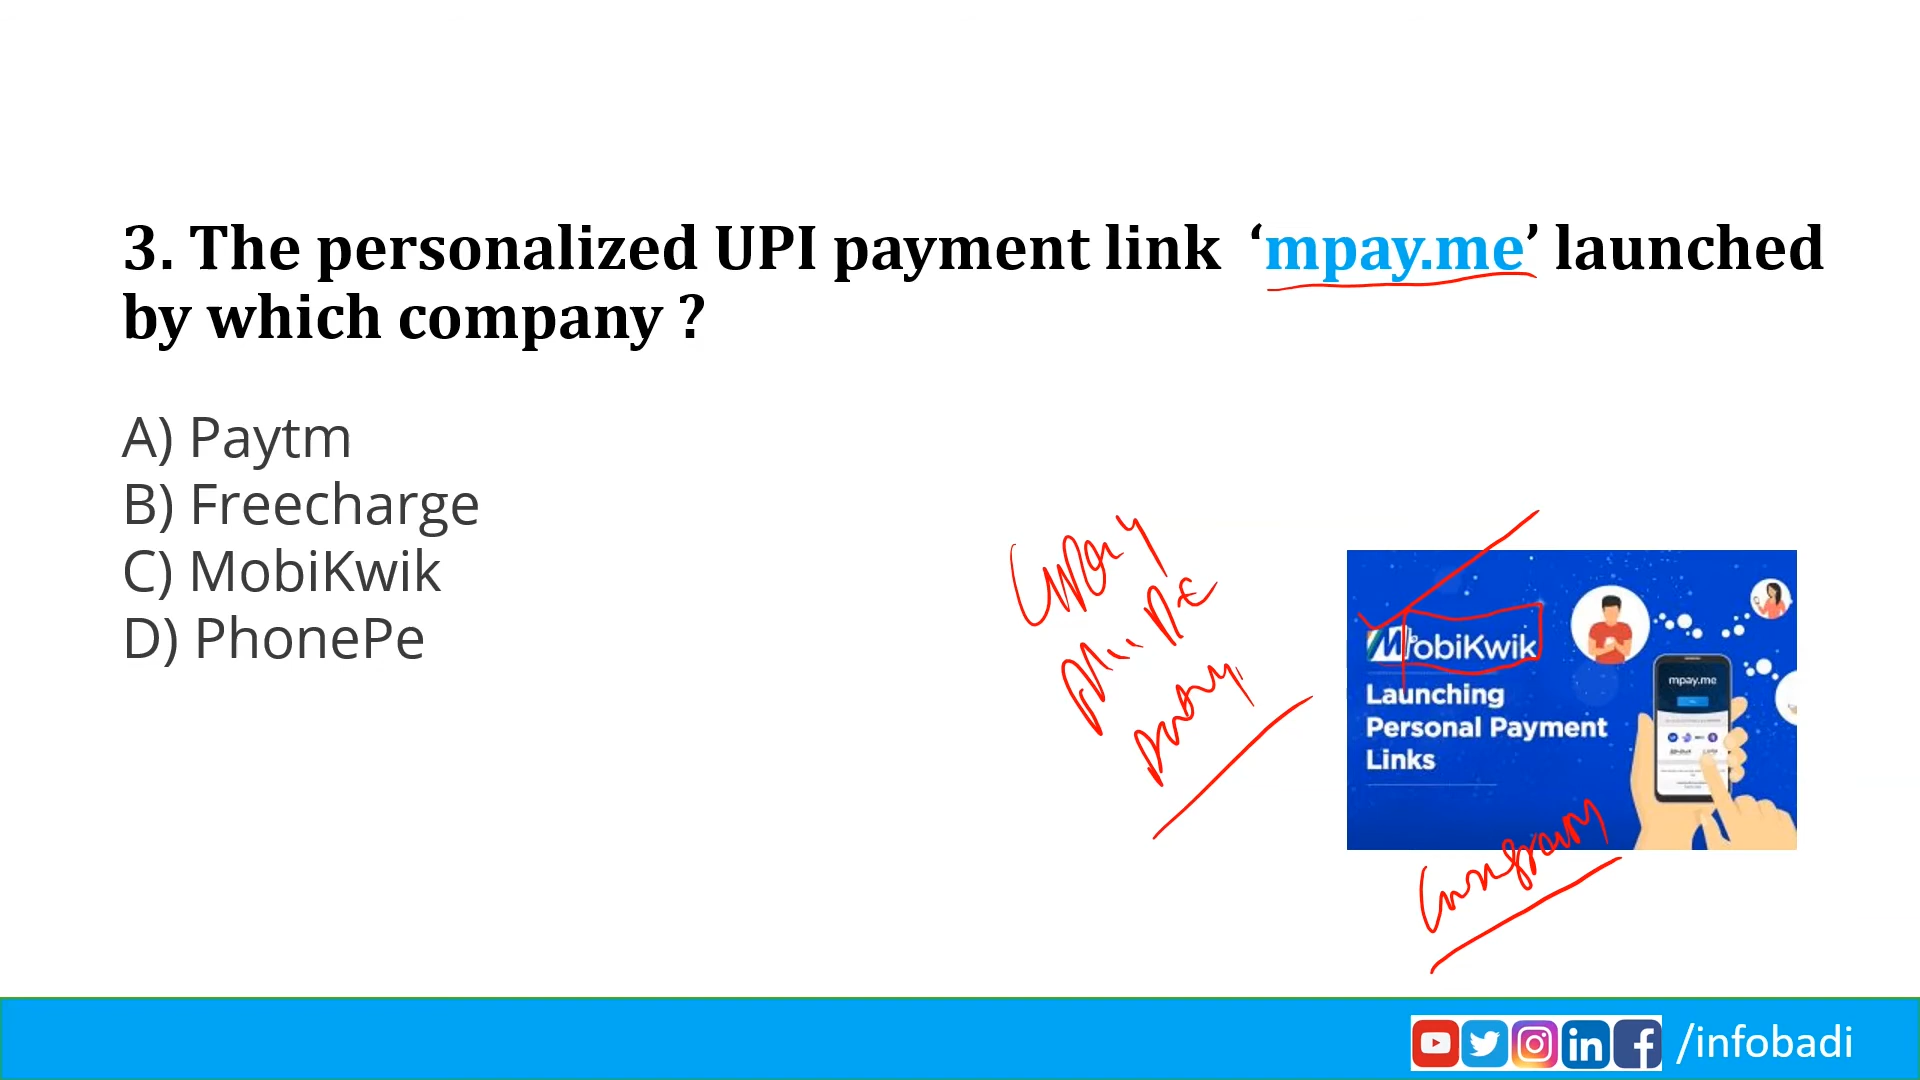 3. The personalized UPI payment link ‘mpay.me’ launched
by which company ?
A) Paytm
B) Freecharge
C) MobiKwik
D) PhonePe
MobiKwik
Launching
Personal Payment
Links
mpay.me
/infobadi